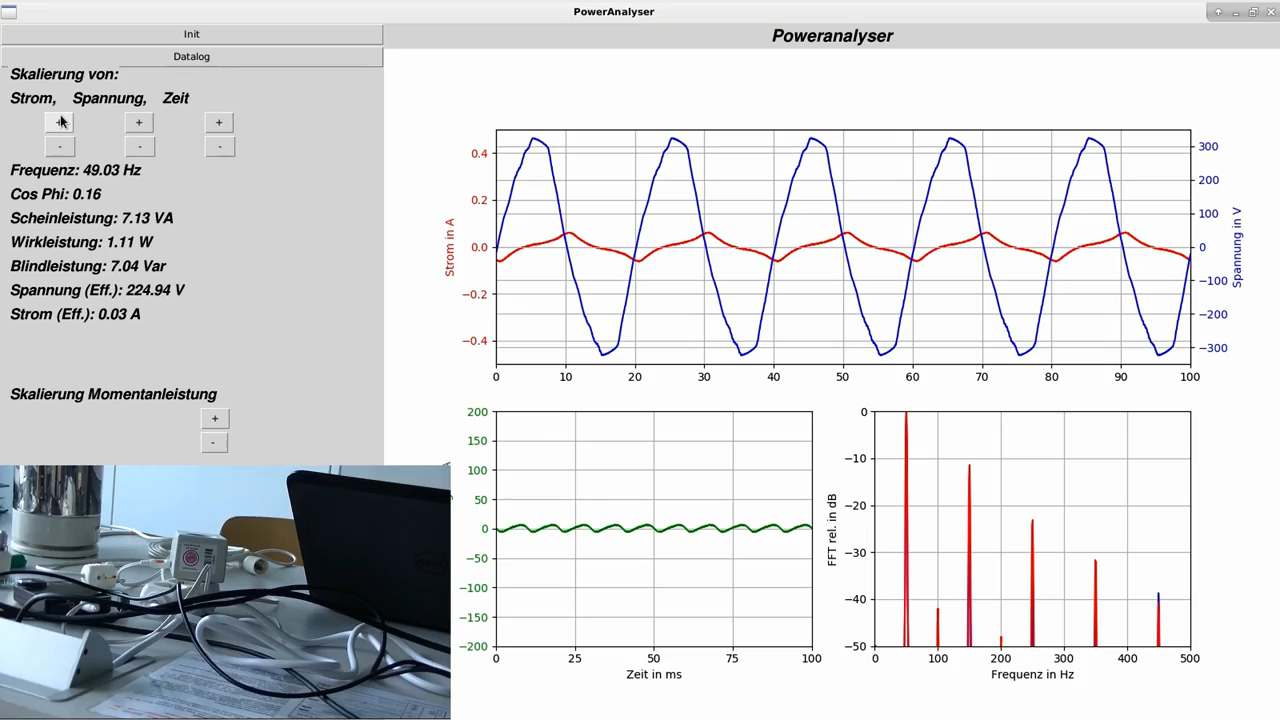 PowerAnalyser
Init
Datalog
Poweranalyser
Skalierung von:
Strom, Spannung, Zeit
+ + +
- - -
Frequenz: 49.03 Hz
Cos Phi: 0.16
Scheinleistung: 7.13 VA
Wirkleistung: 1.11 W
Blindleistung: 7.04 Var
Spannung (Eff.): 224.94 V
Strom (Eff.): 0.03 A
Skalierung Momentanleistung
+
-
Strom in A
0.4
0.2
0.0
−0.2
−0.4
300
200
100
0
−100
−200
−300
Spannung in V
0 10 20 30 40 50 60 70 80 90 100
200
150
100
50
0
−50
−100
−150
−200
0 25 50 75 100
Zeit in ms
FFT rel. in dB
0
−10
−20
−30
−40
−50
0 100 200 300 400 500
Frequenz in Hz